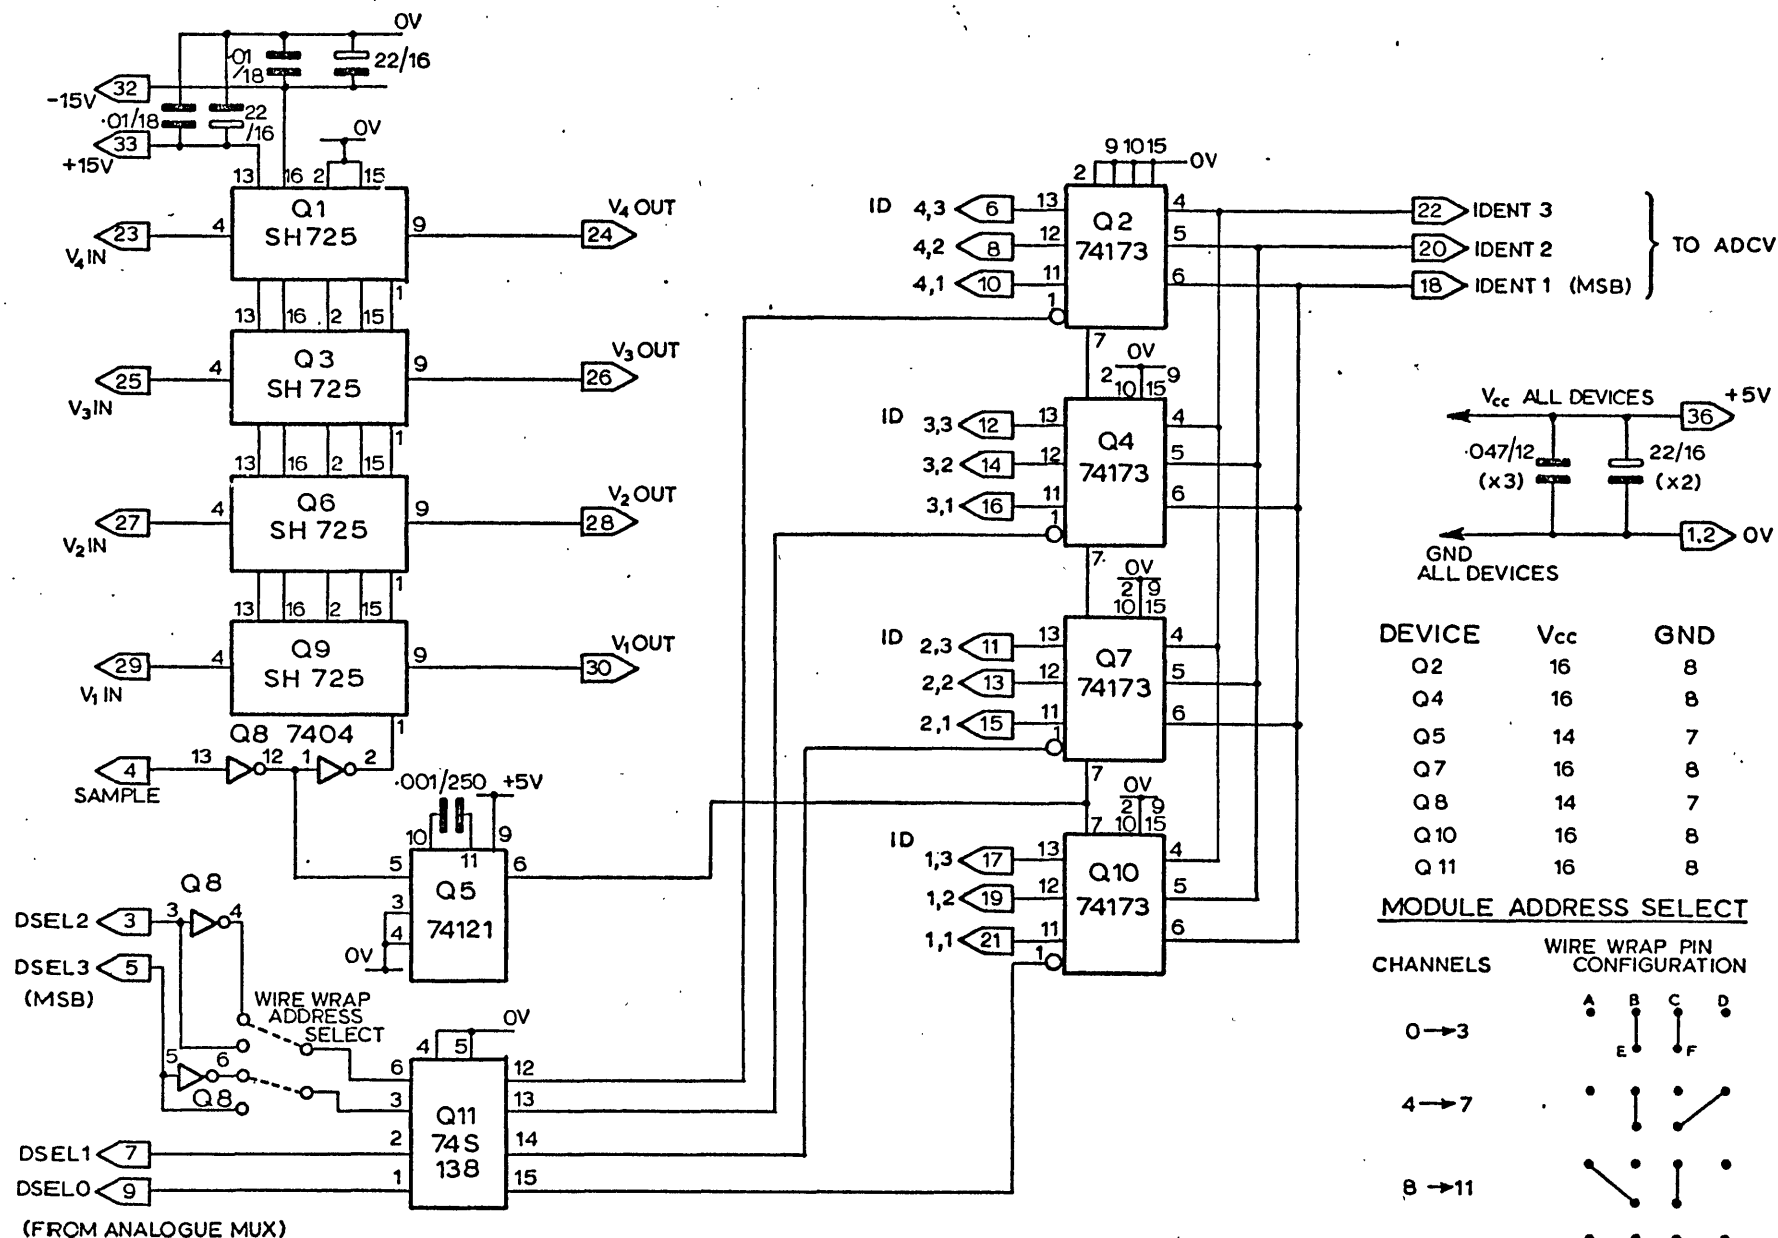 0V
.01
/18
22/16
32
-15V
.01/18
22
/16
33
+15V
0V
13 16 2 15
Q1
SH725
23
V4 IN
4
9
V4 OUT
24
1
13 16 2 15
Q3
SH 725
25
V3 IN
4
9
V3 OUT
26
1
13 16 2 15
Q6
SH 725
27
V2 IN
4
9
V2 OUT
28
1
13 16 2 15
Q9
SH 725
29
V1 IN
4
9
V1 OUT
30
1
Q8 7404
4
SAMPLE
13 12 1 2
.001/250
+5V
10 11 9
5 6
Q5
74121
3
4
0V
Q8
DSEL2 3
3 4
DSEL3 5
(MSB)
WIRE WRAP
ADDRESS
SELECT
5 6
Q8
0V
4 5
6 12
3 13
Q11
74S
138
2 14
1 15
DSEL1 7
DSEL0 9
(FROM ANALOGUE MUX)
2 9 10 15 0V
Q2
74173
ID 4,3 6 13
4,2 8 12
4,1 10 11
1
4
5
6
7
22 IDENT 3
20 IDENT 2
18 IDENT 1 (MSB)
TO ADCV
0V
2 10 15 9
Q4
74173
ID 3,3 12 13
3,2 14 12
3,1 16 11
1
4
5
6
7
0V
2 9
10 15
Q7
74173
ID 2,3 11 13
2,2 13 12
2,1 15 11
1
4
5
6
7
0V
2 9
7 10 15
Q10
74173
ID
1,3 17 13
1,2 19 12
1,1 21 11
1
4
5
6
Vcc ALL DEVICES
36 +5V
.047/12
(x3)
22/16
(x2)
1,2 0V
GND
ALL DEVICES
DEVICE Vcc GND
Q2 16 8
Q4 16 8
Q5 14 7
Q7 16 8
Q8 14 7
Q10 16 8
Q11 16 8
MODULE ADDRESS SELECT
CHANNELS
WIRE WRAP PIN
CONFIGURATION
A B C D
0→3
E F
4→7
8→11